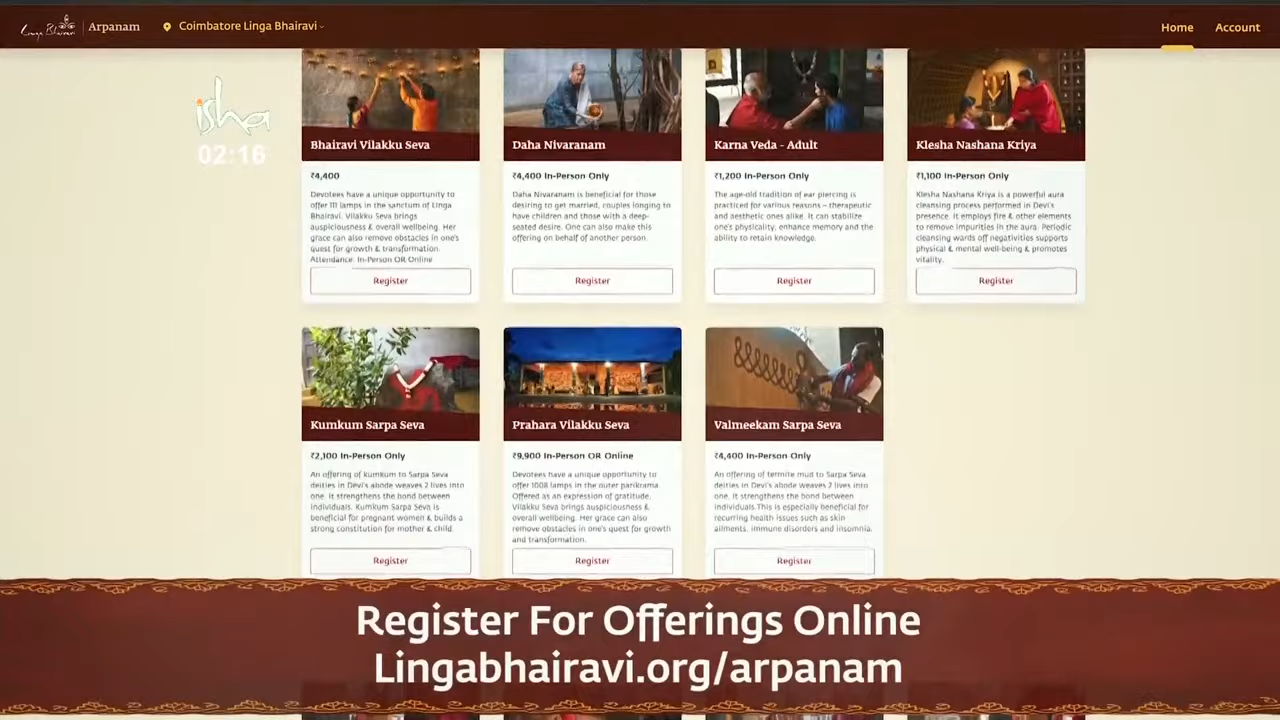 Linga Bhairavi
Arpanam
Coimbatore Linga Bhairavi
Home
Account
isha
02:16
Bhairavi Vilakku Seva
₹4,400
Devotees have a unique opportunity to
offer 111 lamps in the sanctum of Linga
Bhairavi. Vilakku Seva brings
auspiciousness & overall wellbeing. Her
grace can also remove obstacles in one's
quest for growth & transformation.
Attendance: In-Person OR Online
Register
Daha Nivaranam
₹4,400 In-Person Only
Daha Nivaranam is beneficial for those
desiring to get married, couples longing to
have children and those with a deep-
seated desire. One can also make this
offering on behalf of another person.
Register
Karna Veda - Adult
₹1,200 In-Person Only
The age-old tradition of ear piercing is
practiced for various reasons – therapeutic
and aesthetic ones alike. It can stabilize
one's physicality, enhance memory and the
ability to retain knowledge.
Register
Klesha Nashana Kriya
₹1,100 In-Person Only
Klesha Nashana Kriya is a powerful aura
cleansing process performed in Devi's
presence. It employs fire & other elements
to remove impurities in the aura. Periodic
cleansing wards off negativities supports
physical & mental well-being & promotes
vitality.
Register
Kumkum Sarpa Seva
₹2,100 In-Person Only
An offering of kumkum to Sarpa Seva
deities in Devi's abode weaves 2 lives into
one. It strengthens the bond between
individuals. Kumkum Sarpa Seva is
beneficial for pregnant women & builds a
strong constitution for mother & child.
Register
Prahara Vilakku Seva
₹9,900 In-Person OR Online
Devotees have a unique opportunity to
offer 1008 lamps in the outer parikrama
Offered as an expression of gratitude,
Vilakku Seva brings auspiciousness &
overall wellbeing. Her grace can also
remove obstacles in one's quest for growth
and transformation.
Register
Valmeekam Sarpa Seva
₹4,400 In-Person Only
An offering of termite mud to Sarpa Seva
deities in Devi's abode weaves 2 lives into
one. It strengthens the bond between
individuals.This is especially beneficial for
recurring health issues such as skin
ailments, immune disorders and insomnia.
Register
Register For Offerings Online
Lingabhairavi.org/arpanam